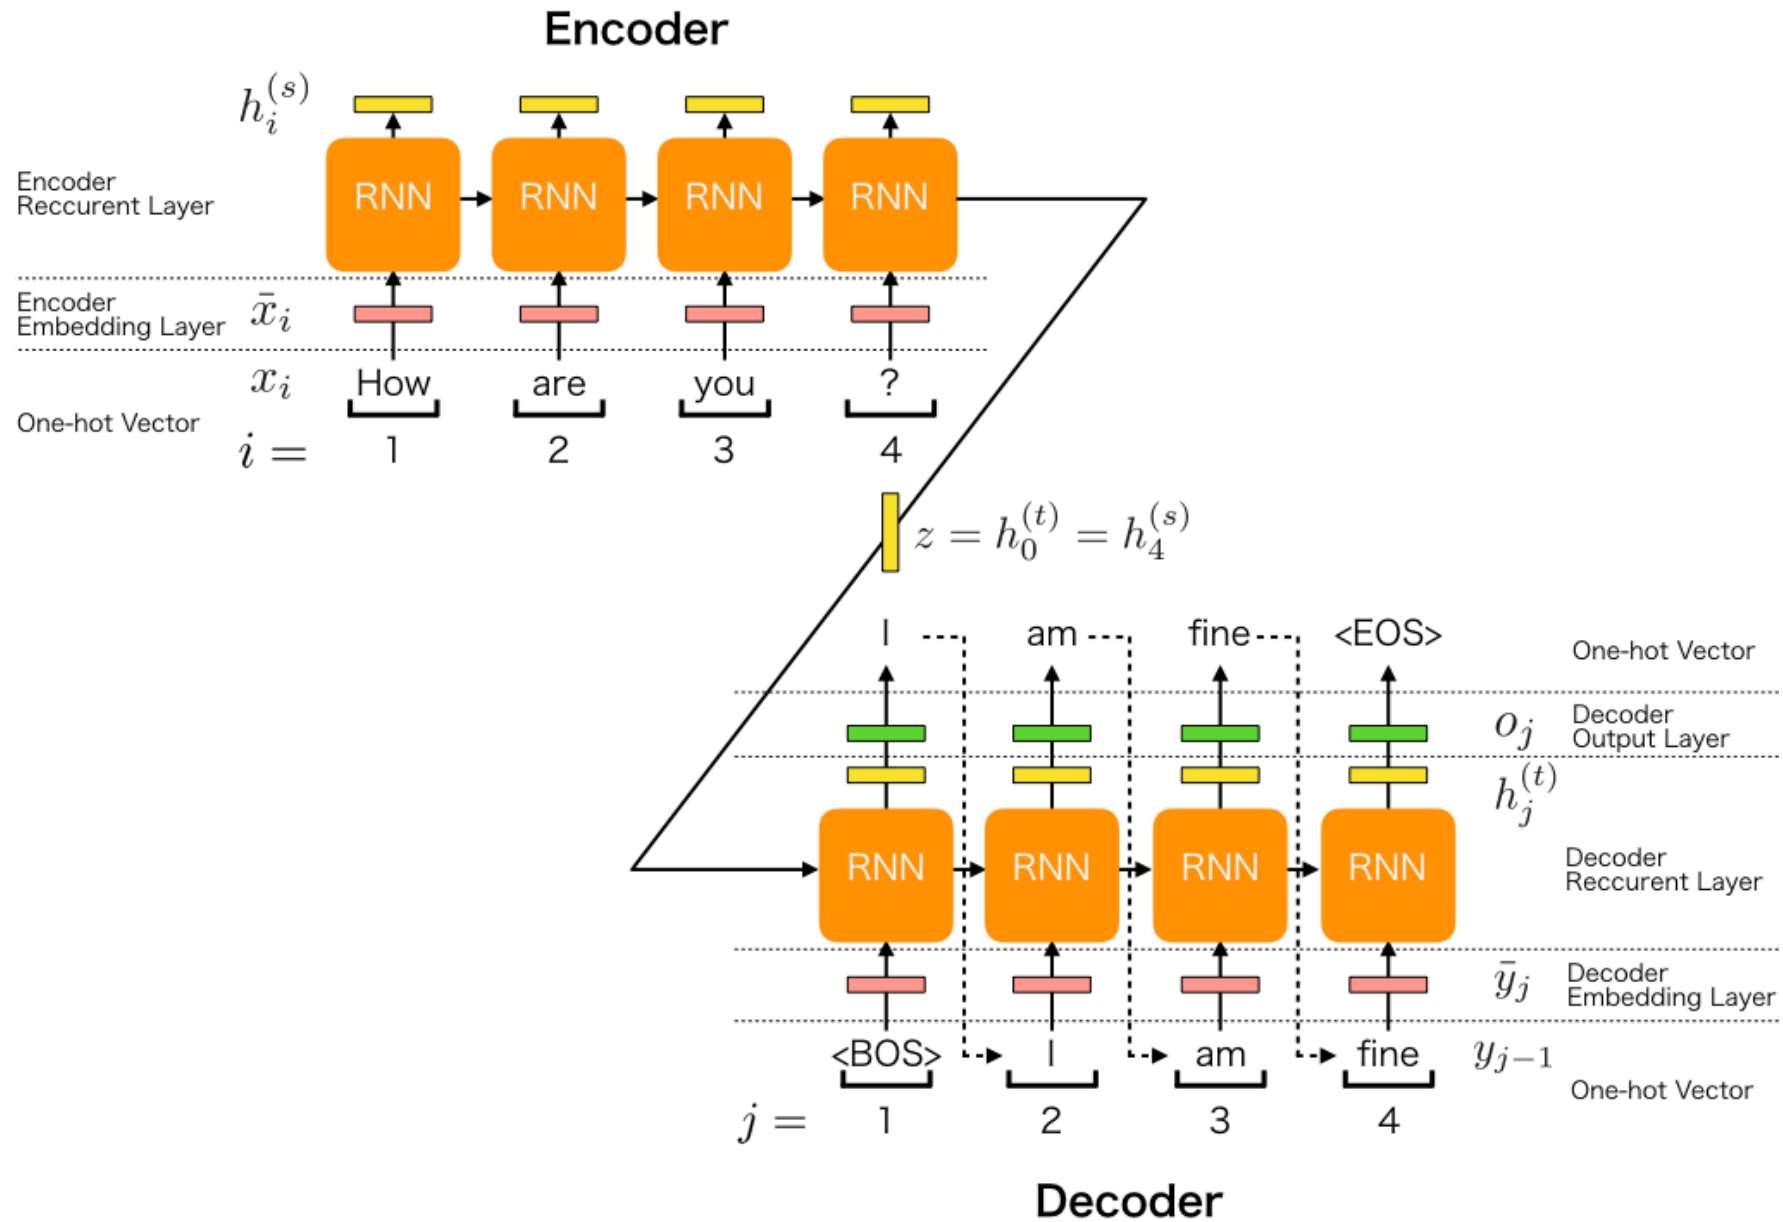 Encoder
h_i^{(s)}
RNN RNN RNN RNN
Encoder
Reccurent Layer
Encoder
Embedding Layer
x̄_i
x_i
How are you ?
One-hot Vector
i = 1 2 3 4
z = h_0^{(t)} = h_4^{(s)}
I am fine <EOS>
One-hot Vector
o_j
Decoder
Output Layer
h_j^{(t)}
RNN RNN RNN RNN
Decoder
Reccurent Layer
ȳ_j
Decoder
Embedding Layer
<BOS> I am fine
y_{j-1}
One-hot Vector
j = 1 2 3 4
Decoder